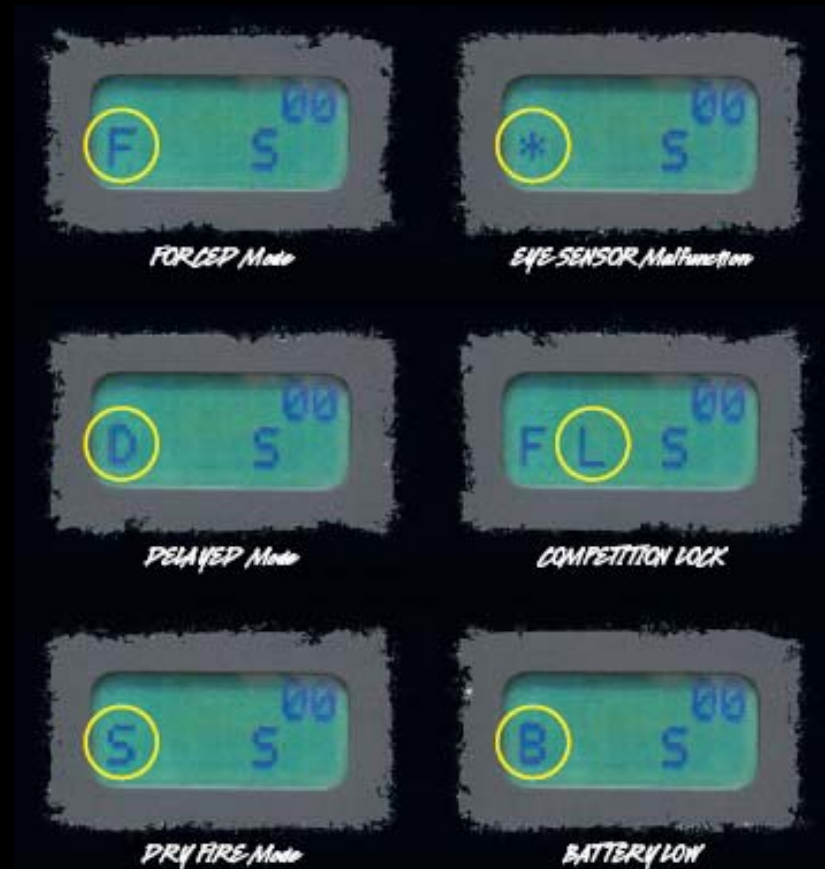 00
F S
FORCED Mode
00
* S
EYE SENSOR Malfunction
00
D S
DELAYED Mode
00
F L S
COMPETITION LOCK
00
S S
DRY FIRE Mode
00
B S
BATTERY LOW